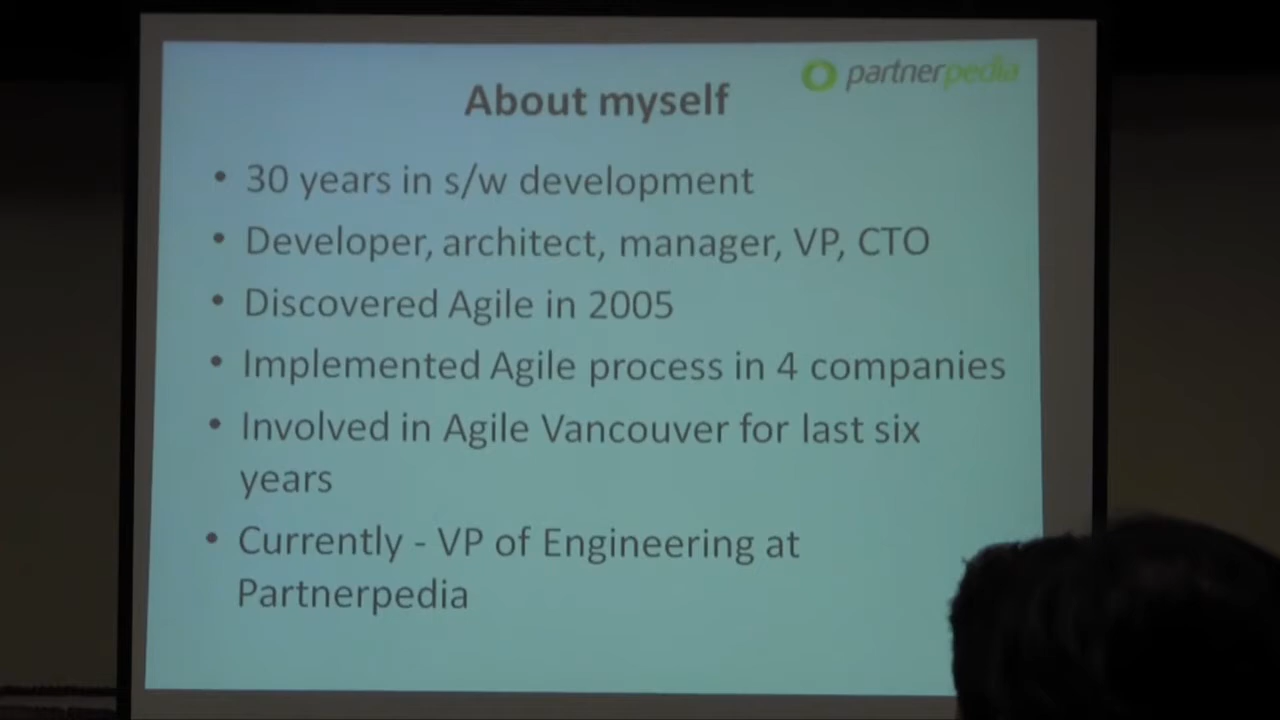 partnerpedia
About myself
• 30 years in s/w development
• Developer, architect, manager, VP, CTO
• Discovered Agile in 2005
• Implemented Agile process in 4 companies
• Involved in Agile Vancouver for last six
years
• Currently - VP of Engineering at
Partnerpedia